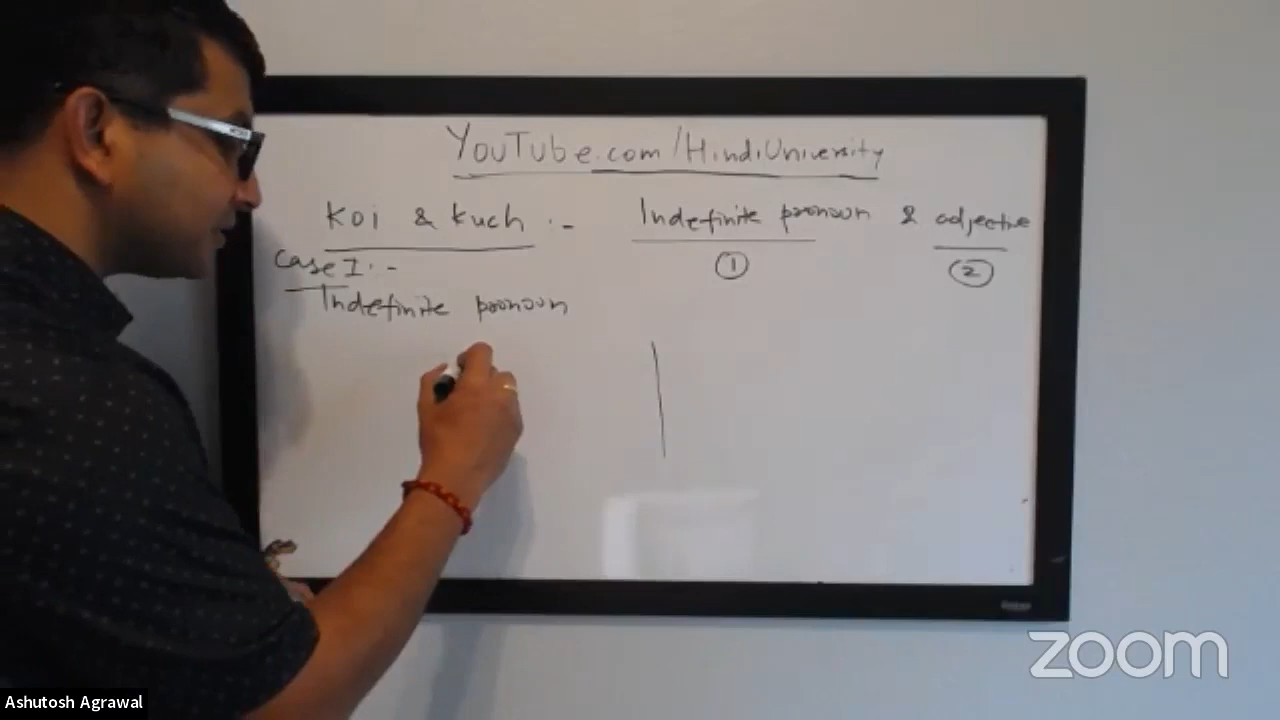 YouTube.com/HindiUniversity
Koi & kuch :- Indefinite pronoun & adjective
① ②
Case I :-
Indefinite pronoun
zoom
Ashutosh Agrawal